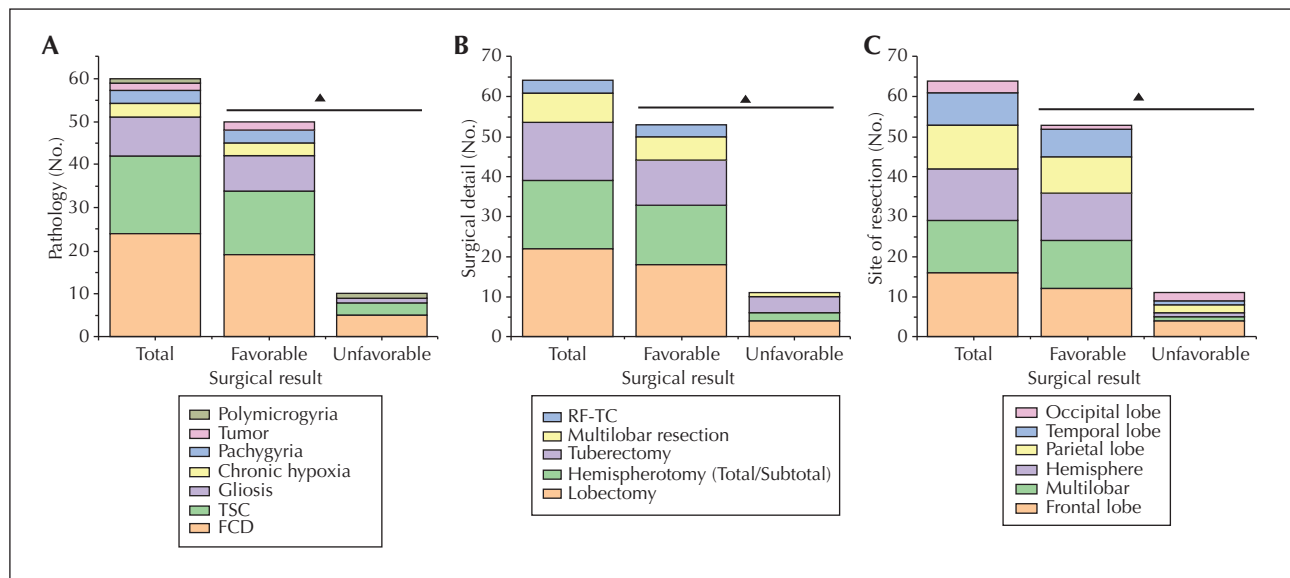 A
Pathology (No.)
60
50
40
30
20
10
0
Total Favorable Unfavorable
Surgical result
Polymicrogyria
Tumor
Pachygyria
Chronic hypoxia
Gliosis
TSC
FCD
B
Surgical detail (No.)
70
60
50
40
30
20
10
0
Total Favorable Unfavorable
Surgical result
RF-TC
Multilobar resection
Tuberectomy
Hemispherotomy (Total/Subtotal)
Lobectomy
C
Site of resection (No.)
70
60
50
40
30
20
10
0
Total Favorable Unfavorable
Surgical result
Occipital lobe
Temporal lobe
Parietal lobe
Hemisphere
Multilobar
Frontal lobe